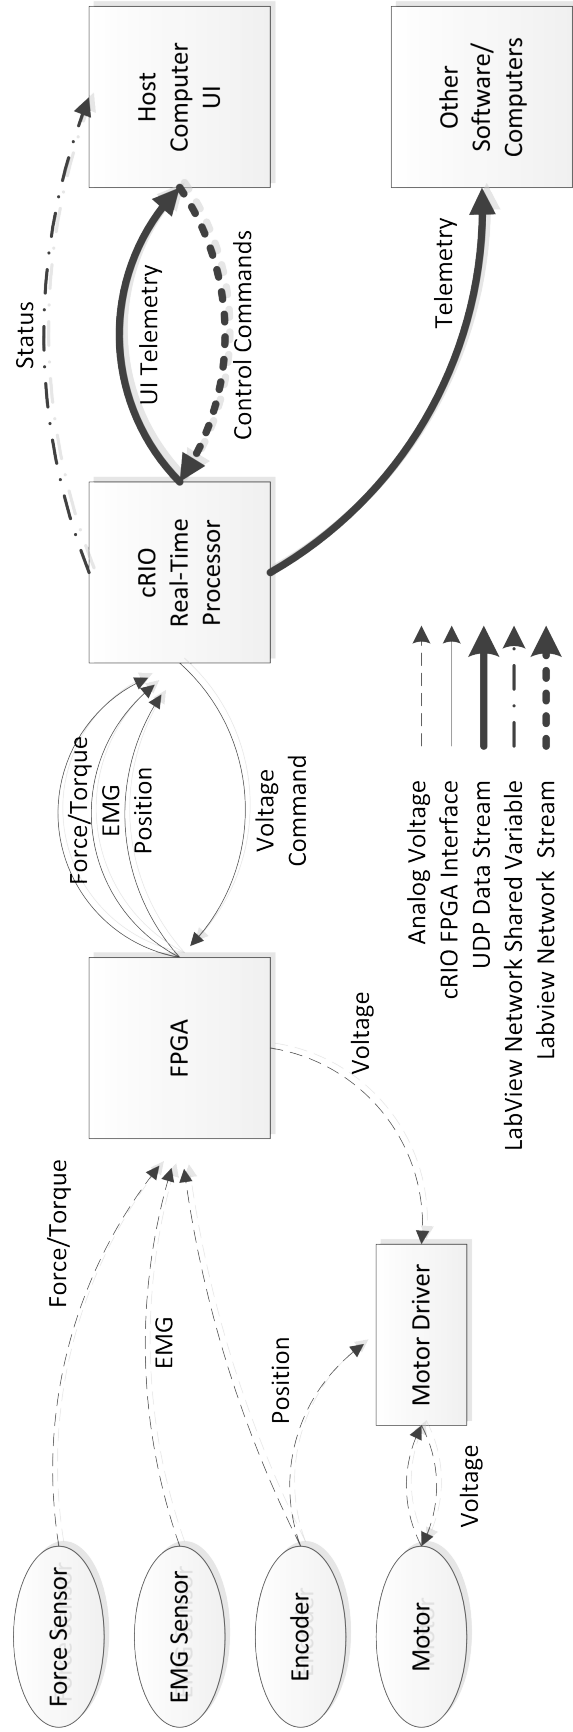 Force Sensor
EMG Sensor
Encoder
Motor
Force/Torque
EMG
Position
Voltage
Motor Driver
FPGA
Voltage
Force/Torque
EMG
Position
Voltage
Command
cRIO
Real-Time
Processor
Status
UI Telemetry
Control Commands
Telemetry
Host
Computer
UI
Other
Software/
Computers
Analog Voltage
cRIO FPGA Interface
UDP Data Stream
LabView Network Shared Variable
Labview Network Stream